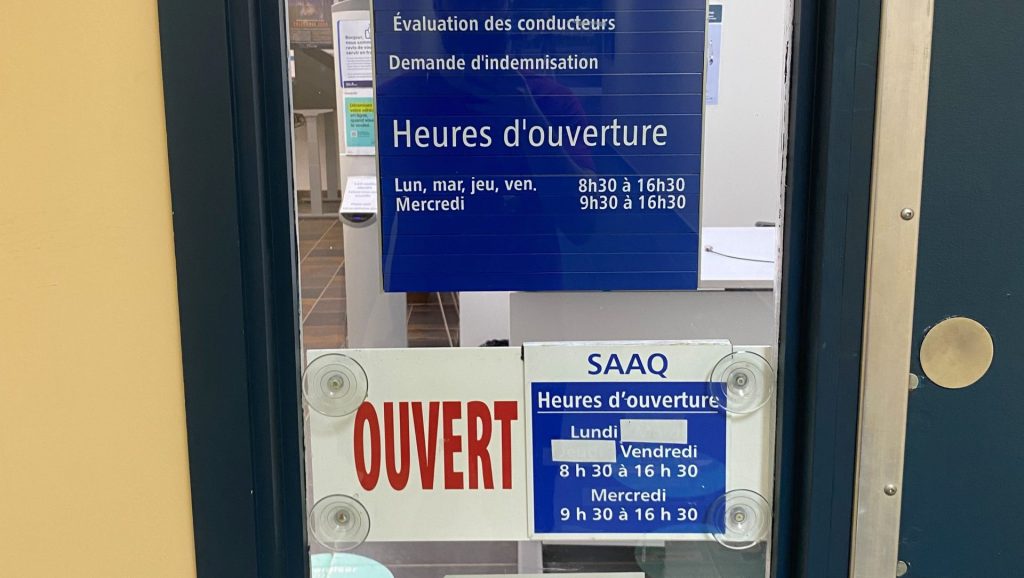 Évaluation des conducteurs
Demande d'indemnisation
Heures d'ouverture
Lun, mar, jeu, ven. 8h30 à 16h30
Mercredi 9h30 à 16h30
OUVERT
SAAQ
Heures d'ouverture
Lundi
Vendredi
8 h 30 à 16 h 30
Mercredi
9 h 30 à 16 h 30